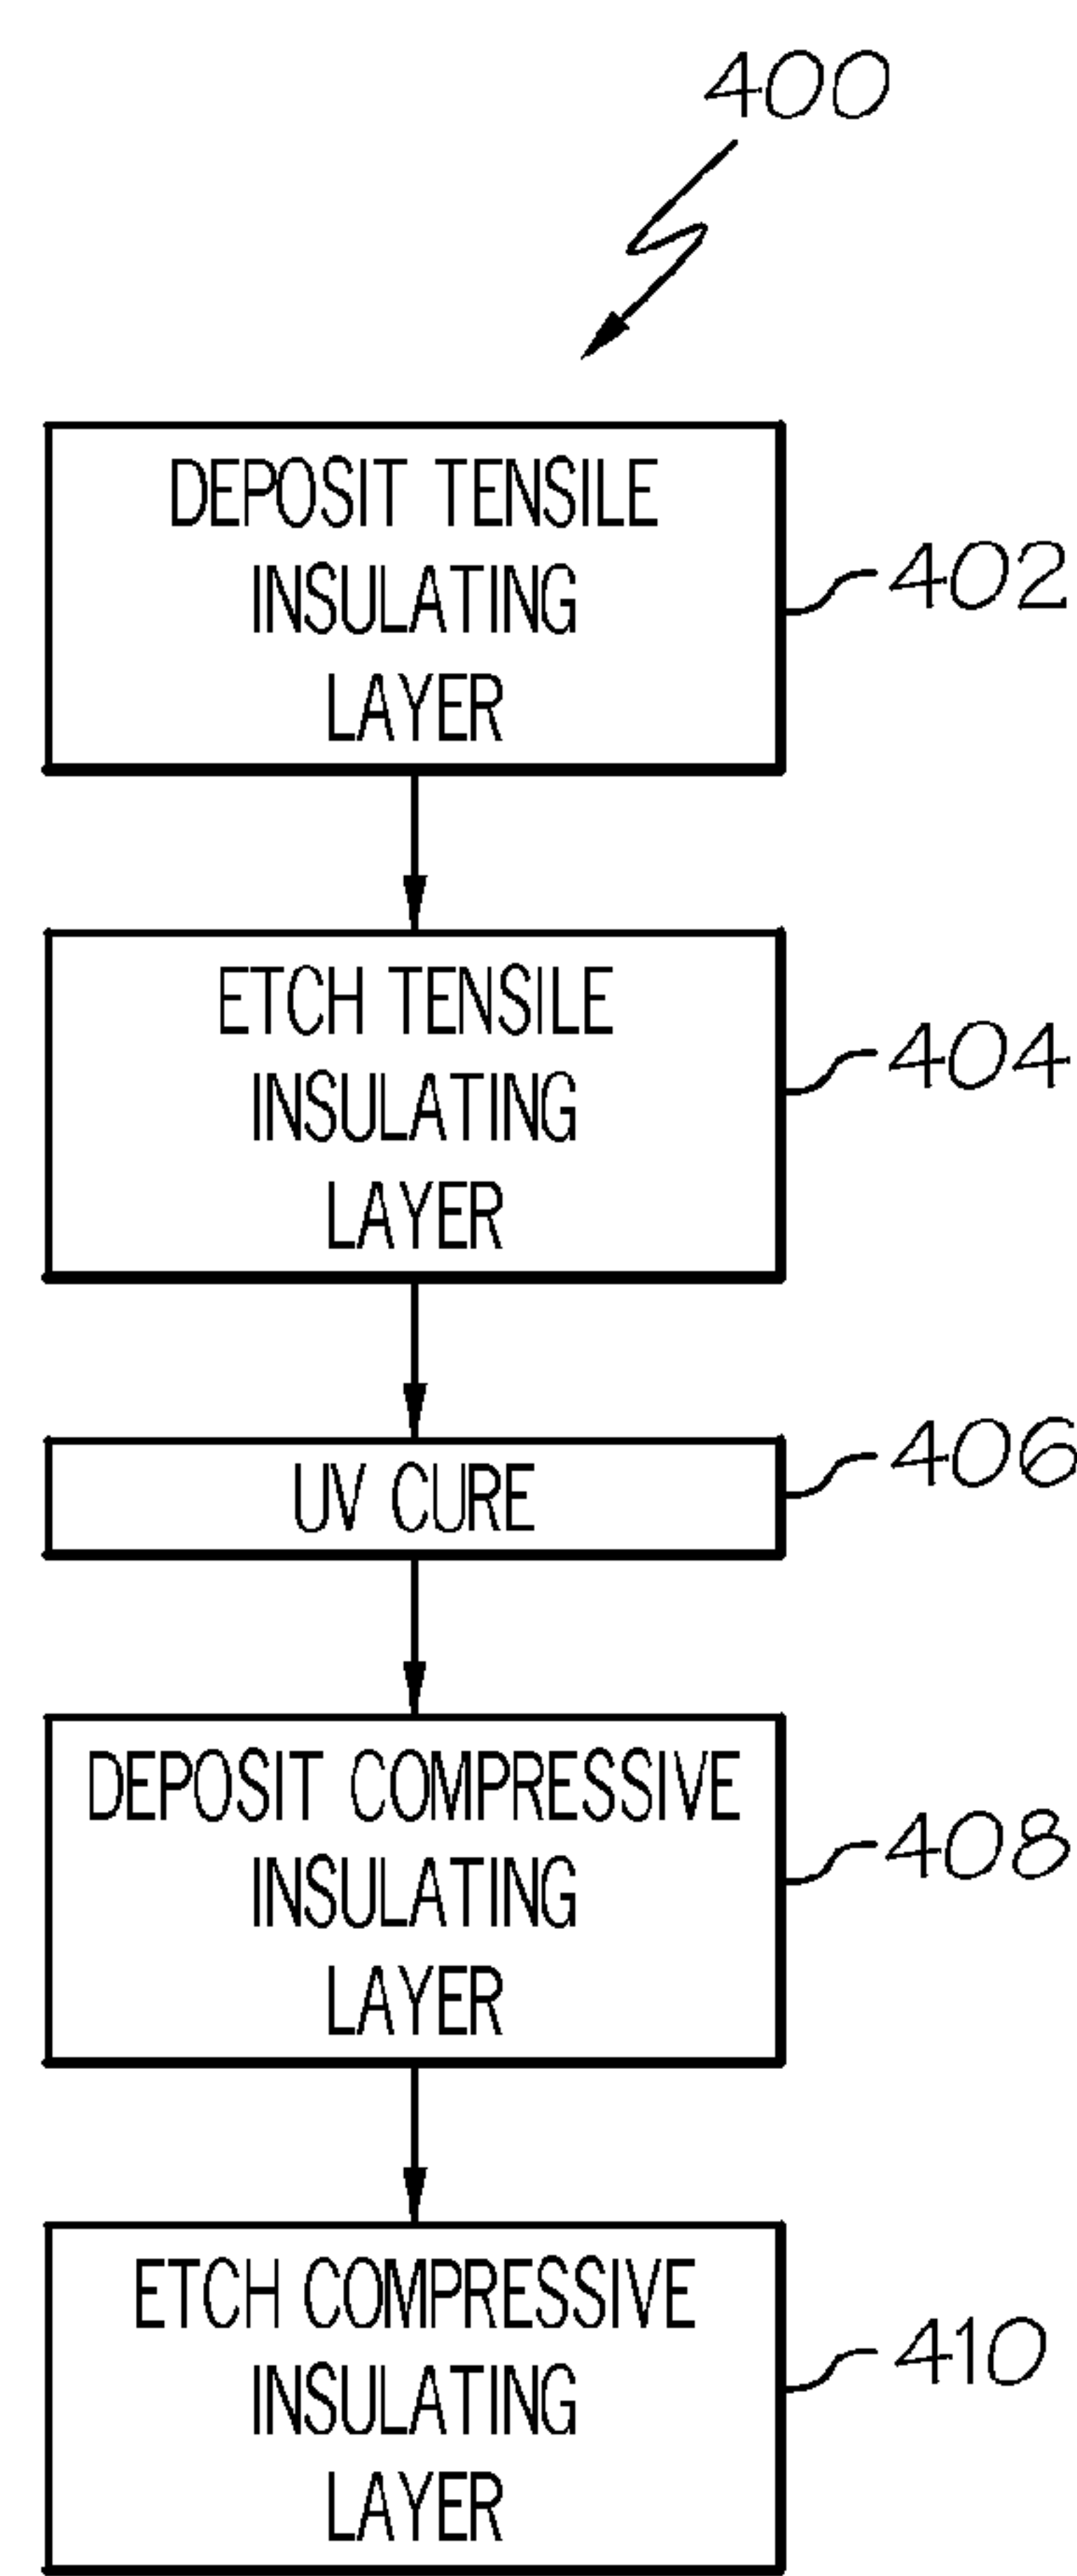 400
DEPOSIT TENSILE
INSULATING
LAYER
402
ETCH TENSILE
INSULATING
LAYER
404
UV CURE
406
DEPOSIT COMPRESSIVE
INSULATING
LAYER
408
ETCH COMPRESSIVE
INSULATING
LAYER
410